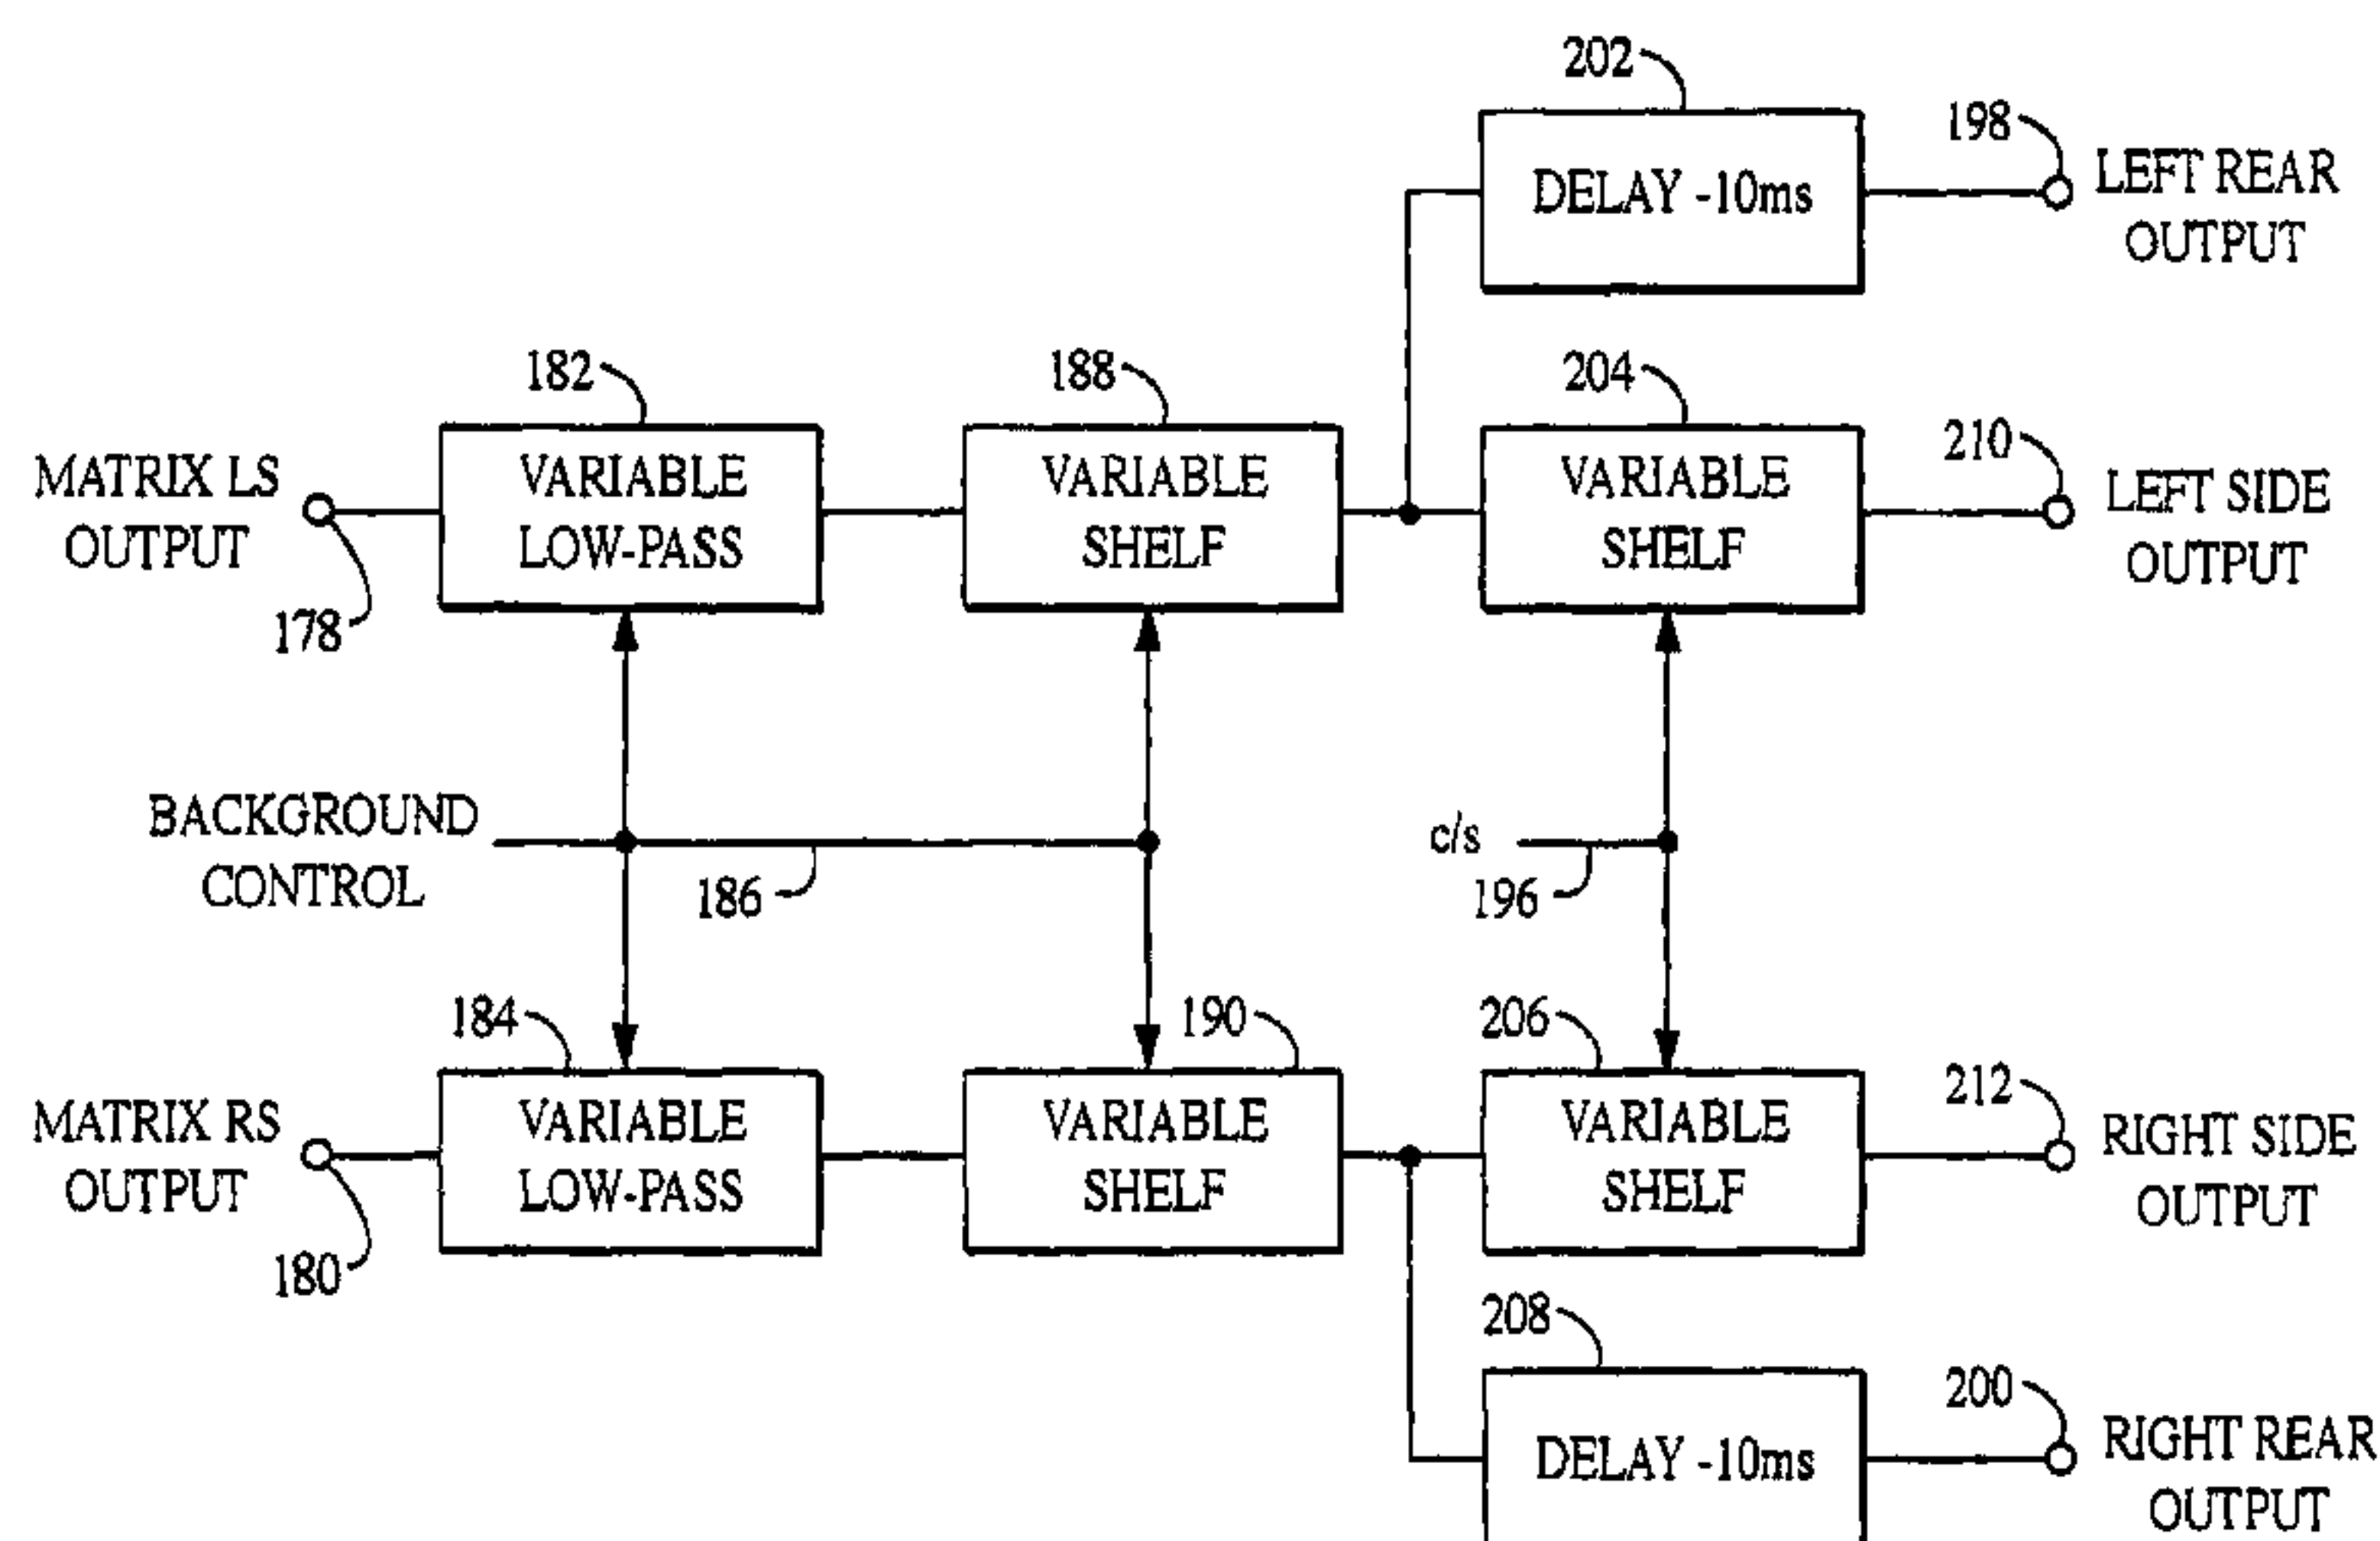 202
DELAY -10ms
198
LEFT REAR
OUTPUT
182
188
204
210
MATRIX LS
OUTPUT
178
VARIABLE
LOW-PASS
VARIABLE
SHELF
VARIABLE
SHELF
LEFT SIDE
OUTPUT
BACKGROUND
CONTROL
186
c/s
196
184
190
206
212
MATRIX RS
OUTPUT
180
VARIABLE
LOW-PASS
VARIABLE
SHELF
VARIABLE
SHELF
RIGHT SIDE
OUTPUT
208
DELAY -10ms
200
RIGHT REAR
OUTPUT